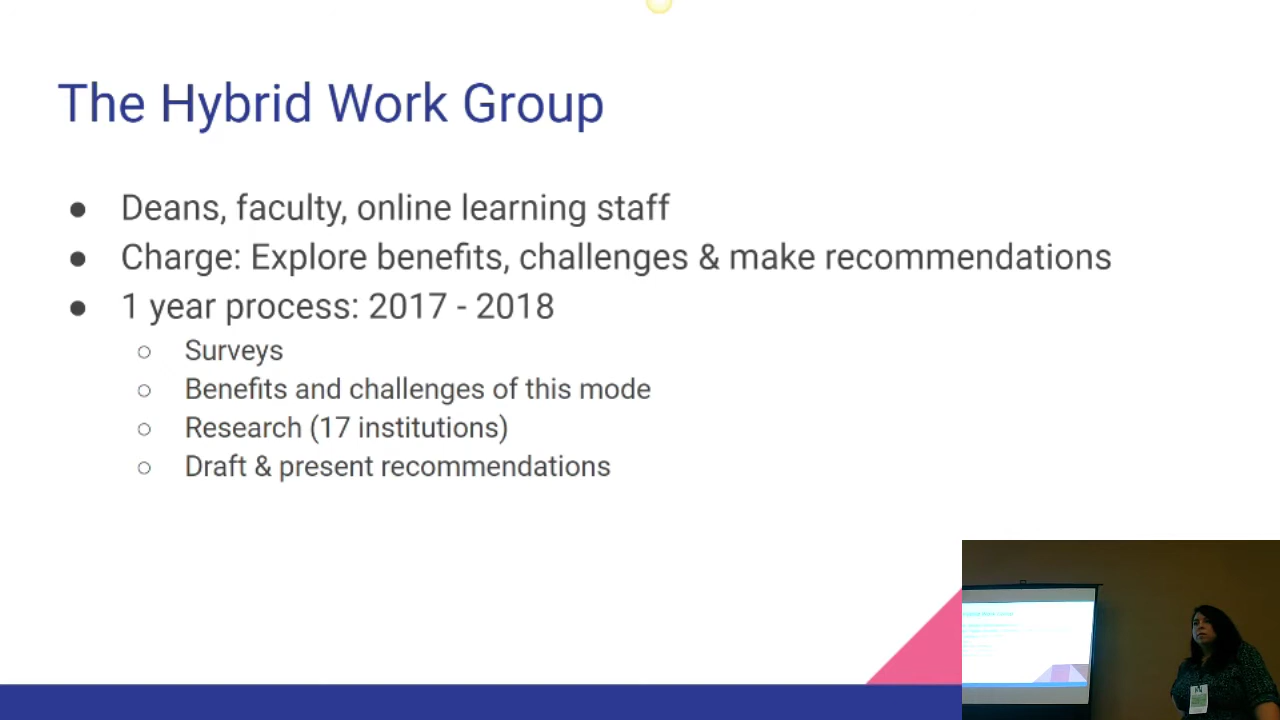 The Hybrid Work Group
● Deans, faculty, online learning staff
● Charge: Explore benefits, challenges & make recommendations
● 1 year process: 2017 - 2018
○ Surveys
○ Benefits and challenges of this mode
○ Research (17 institutions)
○ Draft & present recommendations